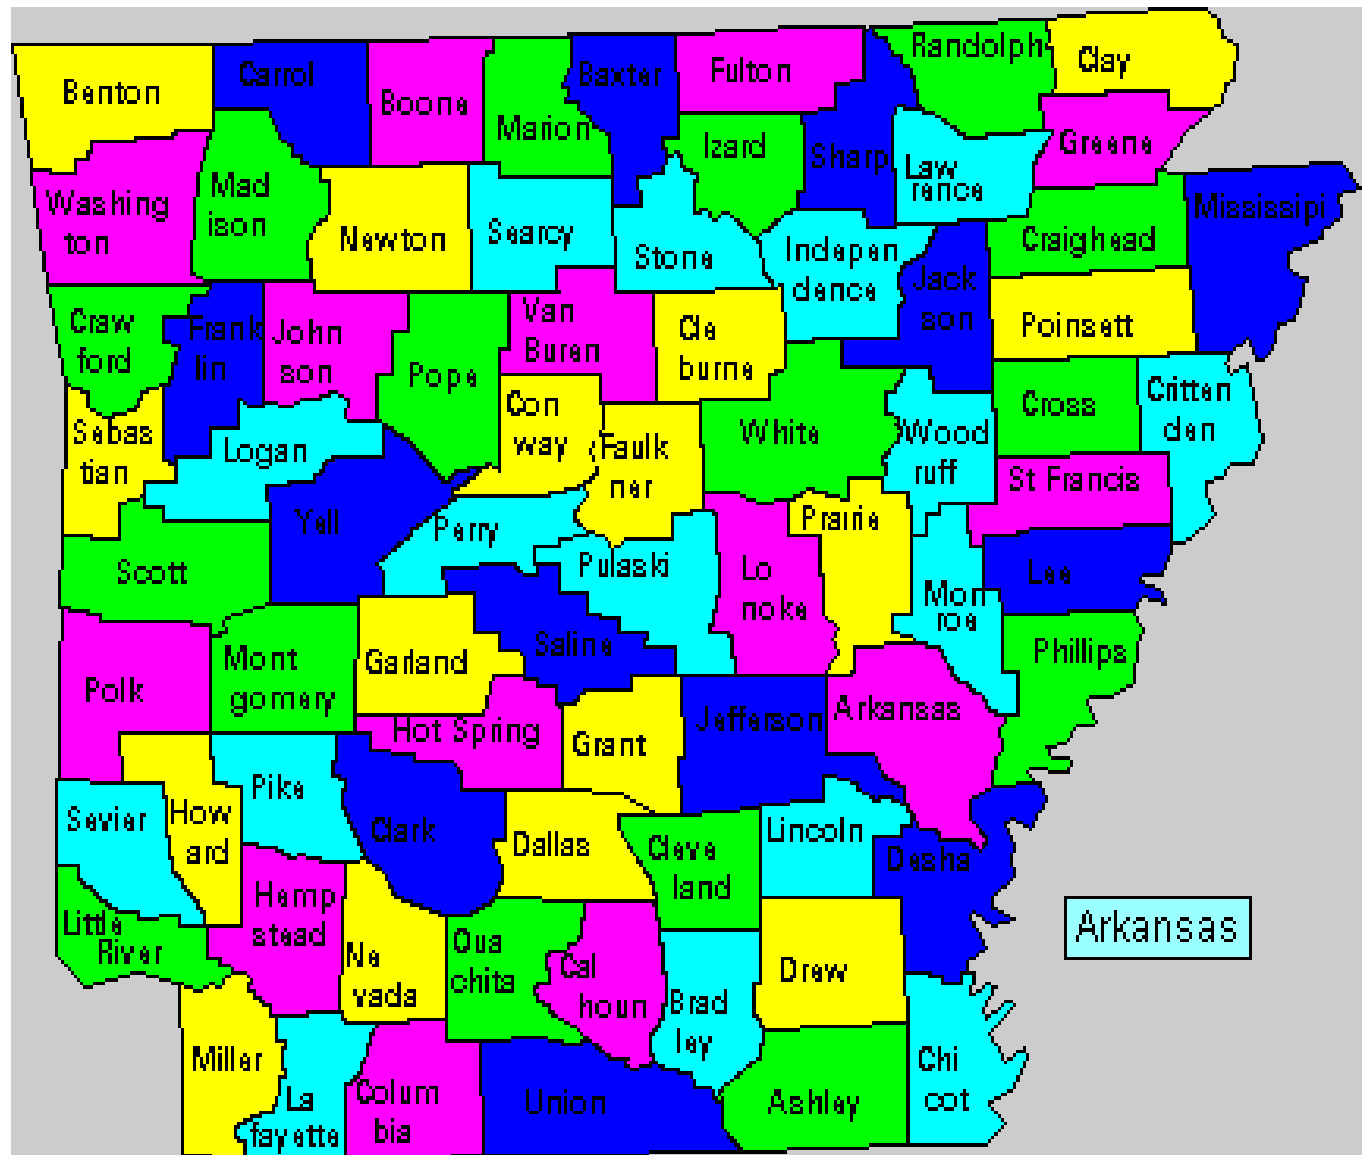 Benton
Carrol
Boone
Marion
Baxter
Fulton
Randolph
Clay
Izard
Sharp
Law
rence
Greene
Washing
ton
Mad
ison
Newton
Searcy
Stone
Indepen
dence
Jack
son
Craighead
Mississipi
Craw
ford
Frank
lin
John
son
Pope
Van
Buren
Cle
burne
Poinsett
Sebas
tian
Logan
Con
way
Faulk
ner
White
Wood
ruff
Cross
Critten
den
St Francis
Scott
Yell
Perry
Pulaski
Lo
noke
Prairie
Mon
roe
Lee
Phillips
Polk
Mont
gomery
Garland
Saline
Hot Spring
Grant
Jefferson
Arkansas
Sevier
How
ard
Pike
Clark
Dallas
Cleve
land
Lincoln
Desha
Little
River
Hemp
stead
Ne
vada
Oua
chita
Cal
houn
Brad
ley
Drew
Arkansas
Miller
La
fayette
Colum
bia
Union
Ashley
Chi
cot